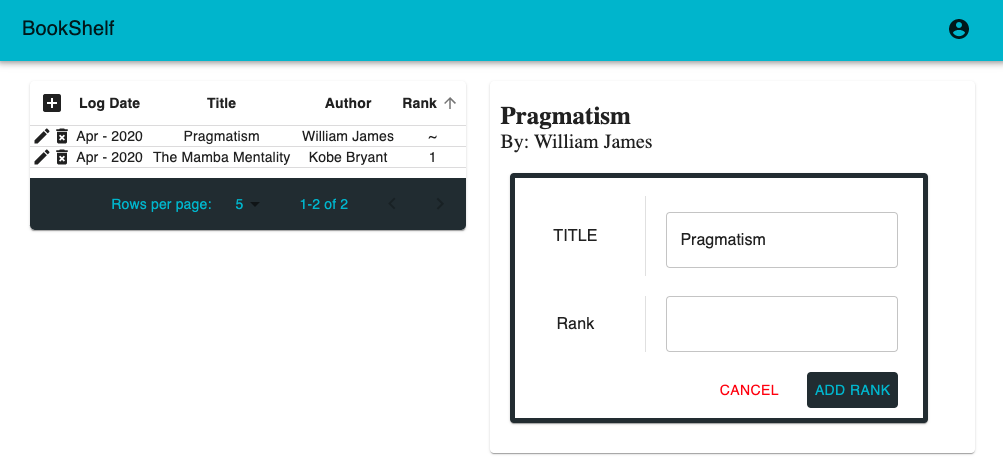 BookShelf
Log Date Title Author Rank
Apr - 2020 Pragmatism William James ~
Apr - 2020 The Mamba Mentality Kobe Bryant 1
Rows per page: 5 1-2 of 2
Pragmatism
By: William James
TITLE Pragmatism
Rank
CANCEL ADD RANK